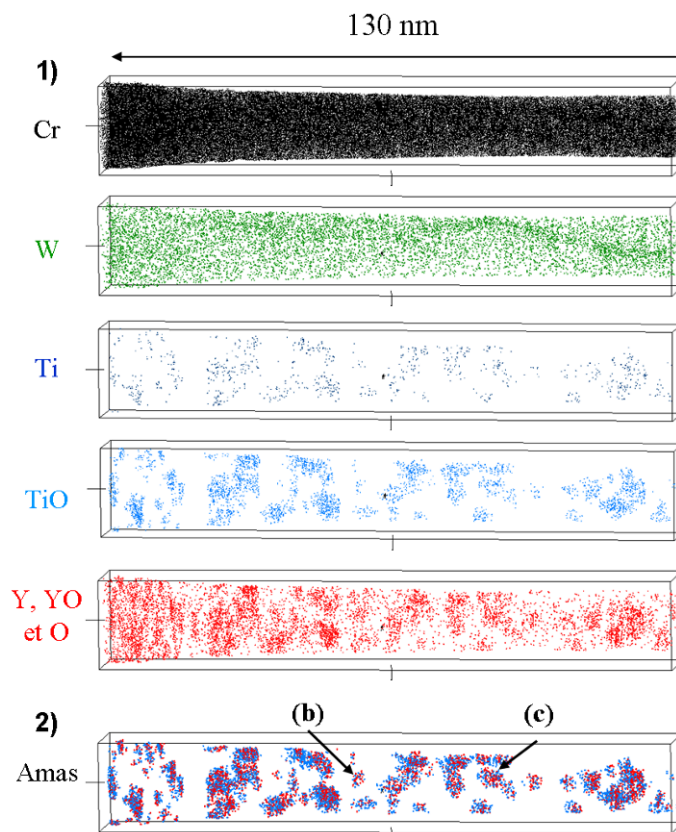 130 nm
1)
Cr
W
Ti
TiO
Y, YO
et O
2)
(b)
(c)
Amas